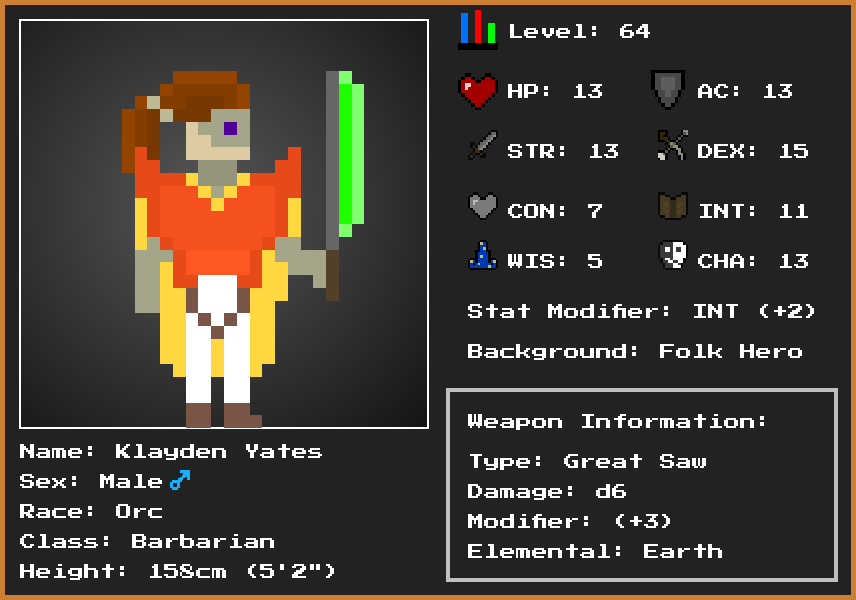 Level: 64
HP: 13 AC: 13
STR: 13 DEX: 15
CON: 7 INT: 11
WIS: 5 CHA: 13
Stat Modifier: INT (+2)
Background: Folk Hero
Weapon Information:
Type: Great Saw
Damage: d6
Modifier: (+3)
Elemental: Earth
Name: Klayden Yates
Sex: Male ♂
Race: Orc
Class: Barbarian
Height: 158cm (5'2")